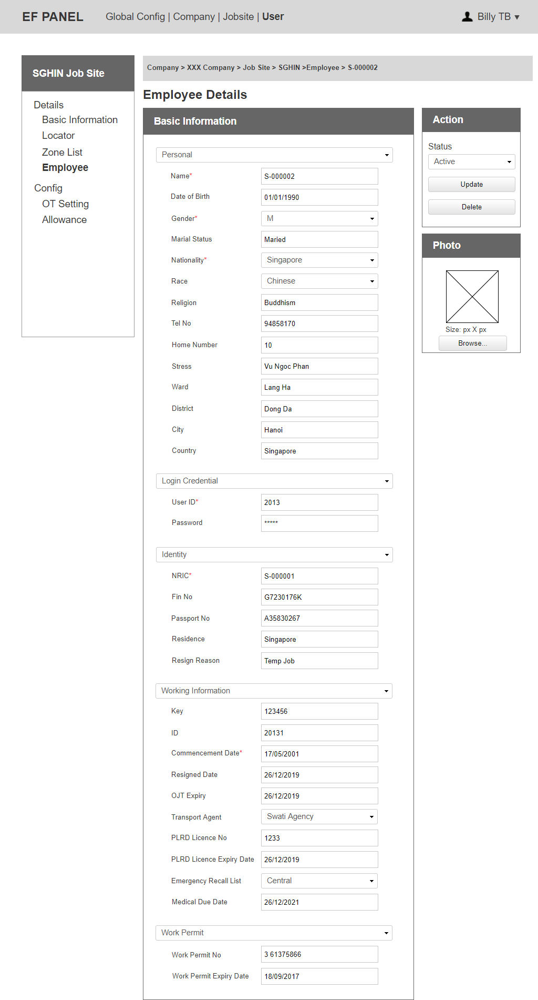 EF PANEL
Global Config | Company | Jobsite | User
Billy TB ▼
SGHIN Job Site
Details
Basic Information
Locator
Zone List
Employee
Config
OT Setting
Allowance
Company > XXX Company > Job Site > SGHIN >Employee > S-000002
Employee Details
Basic Information
Personal
Name* S-000002
Date of Birth 01/01/1990
Gender* M
Marial Status Maried
Nationality* Singapore
Race Chinese
Religion Buddhism
Tel No 94858170
Home Number 10
Stress Vu Ngoc Phan
Ward Lang Ha
District Dong Da
City Hanoi
Country Singapore
Login Credential
User ID* 2013
Password *****
Identity
NRIC* S-000001
Fin No G7230176K
Passport No A35830267
Residence Singapore
Resign Reason Temp Job
Working Information
Key 123456
ID 20131
Commencement Date* 17/05/2001
Resigned Date 26/12/2019
OJT Expiry 26/12/2019
Transport Agent Swati Agency
PLRD Licence No 1233
PLRD Licence Expiry Date 26/12/2019
Emergency Recall List Central
Medical Due Date 26/12/2021
Work Permit
Work Permit No 3 61375866
Work Permit Expiry Date 18/09/2017
Action
Status
Active
Update
Delete
Photo
Size: px X px
Browse...